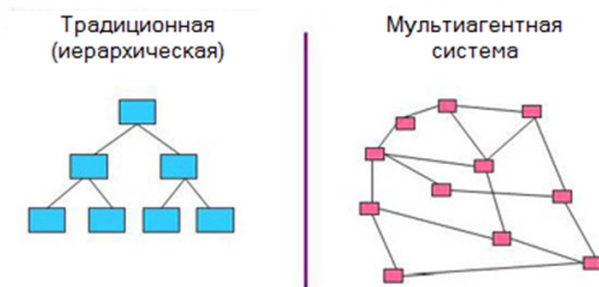 Традиционная
(иерархическая)
Мультиагентная
система